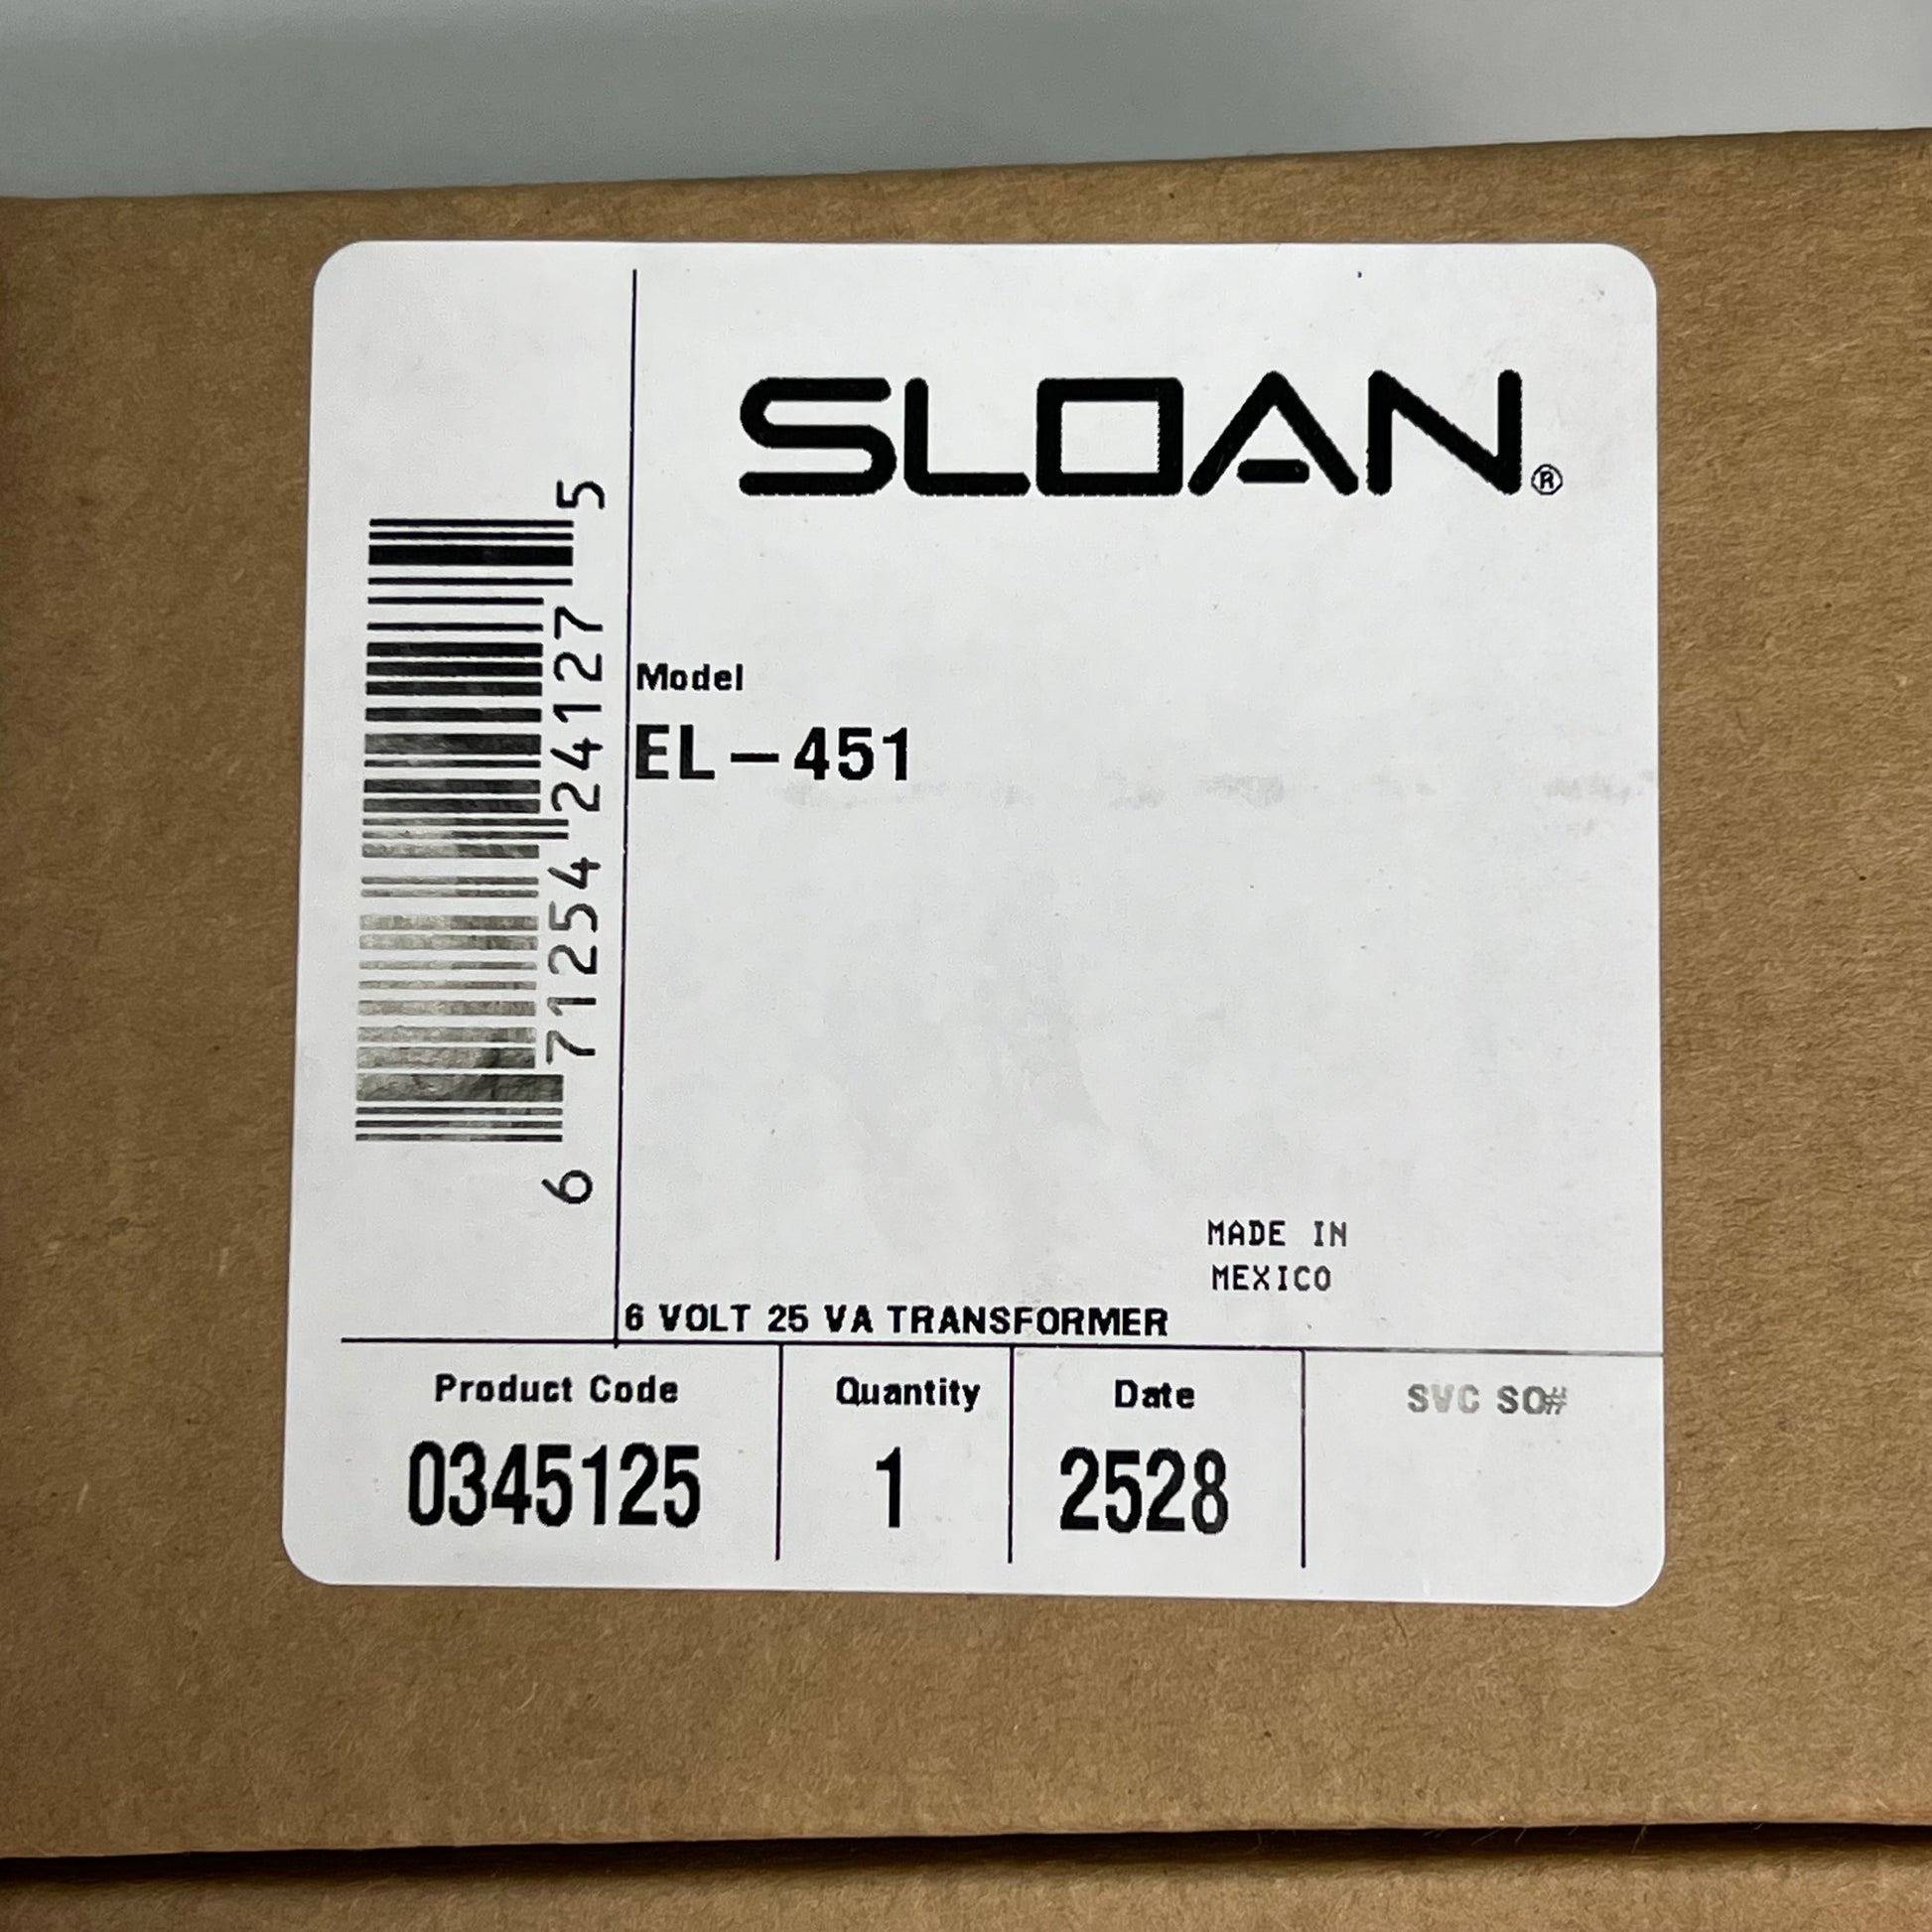 SLOAN®
6 71254 24127 5
Model
EL-451
MADE IN
MEXICO
6 VOLT 25 VA TRANSFORMER
Product Code Quantity Date SVC SO#
0345125 1 2528